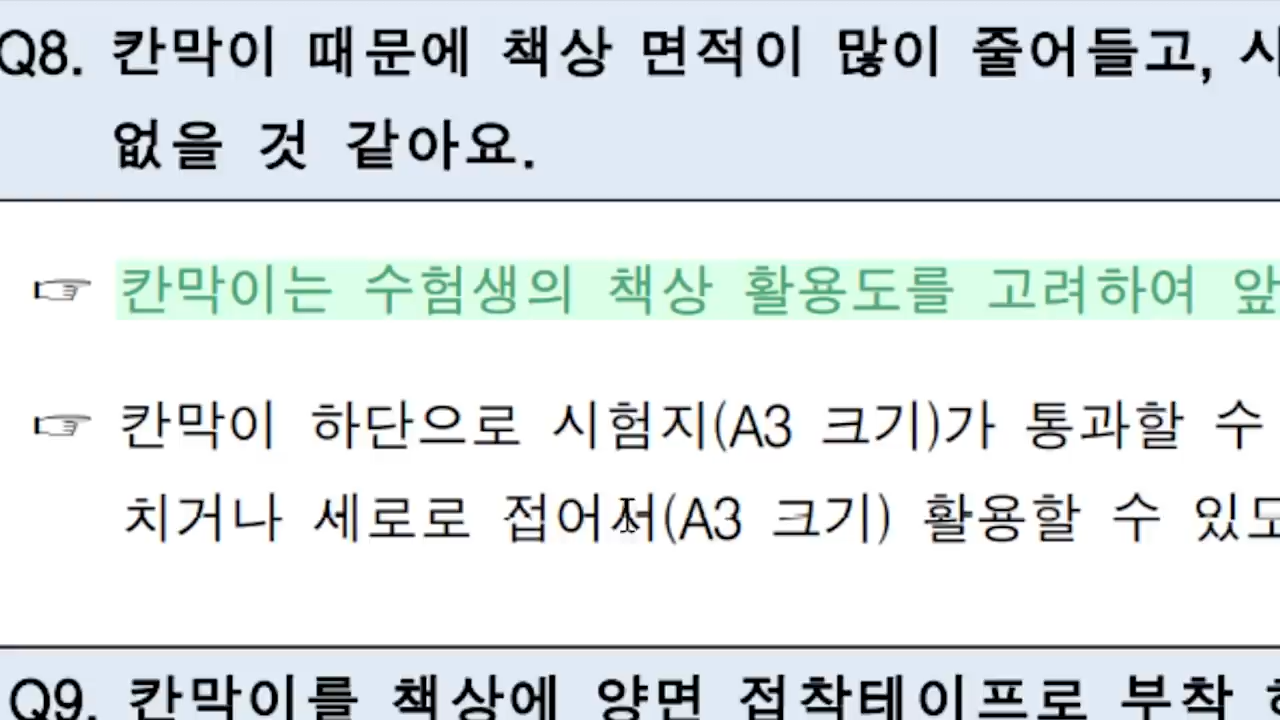 Q8. 칸막이 때문에 책상 면적이 많이 줄어들고,
없을 것 같아요.
☞ 칸막이는 수험생의 책상 활용도를 고려하여
☞ 칸막이 하단으로 시험지(A3 크기)가 통과할 수
치거나 세로로 접어서(A3 크기) 활용할 수
Q9. 칸막이를 책상에 양면 접착테이프로 부착